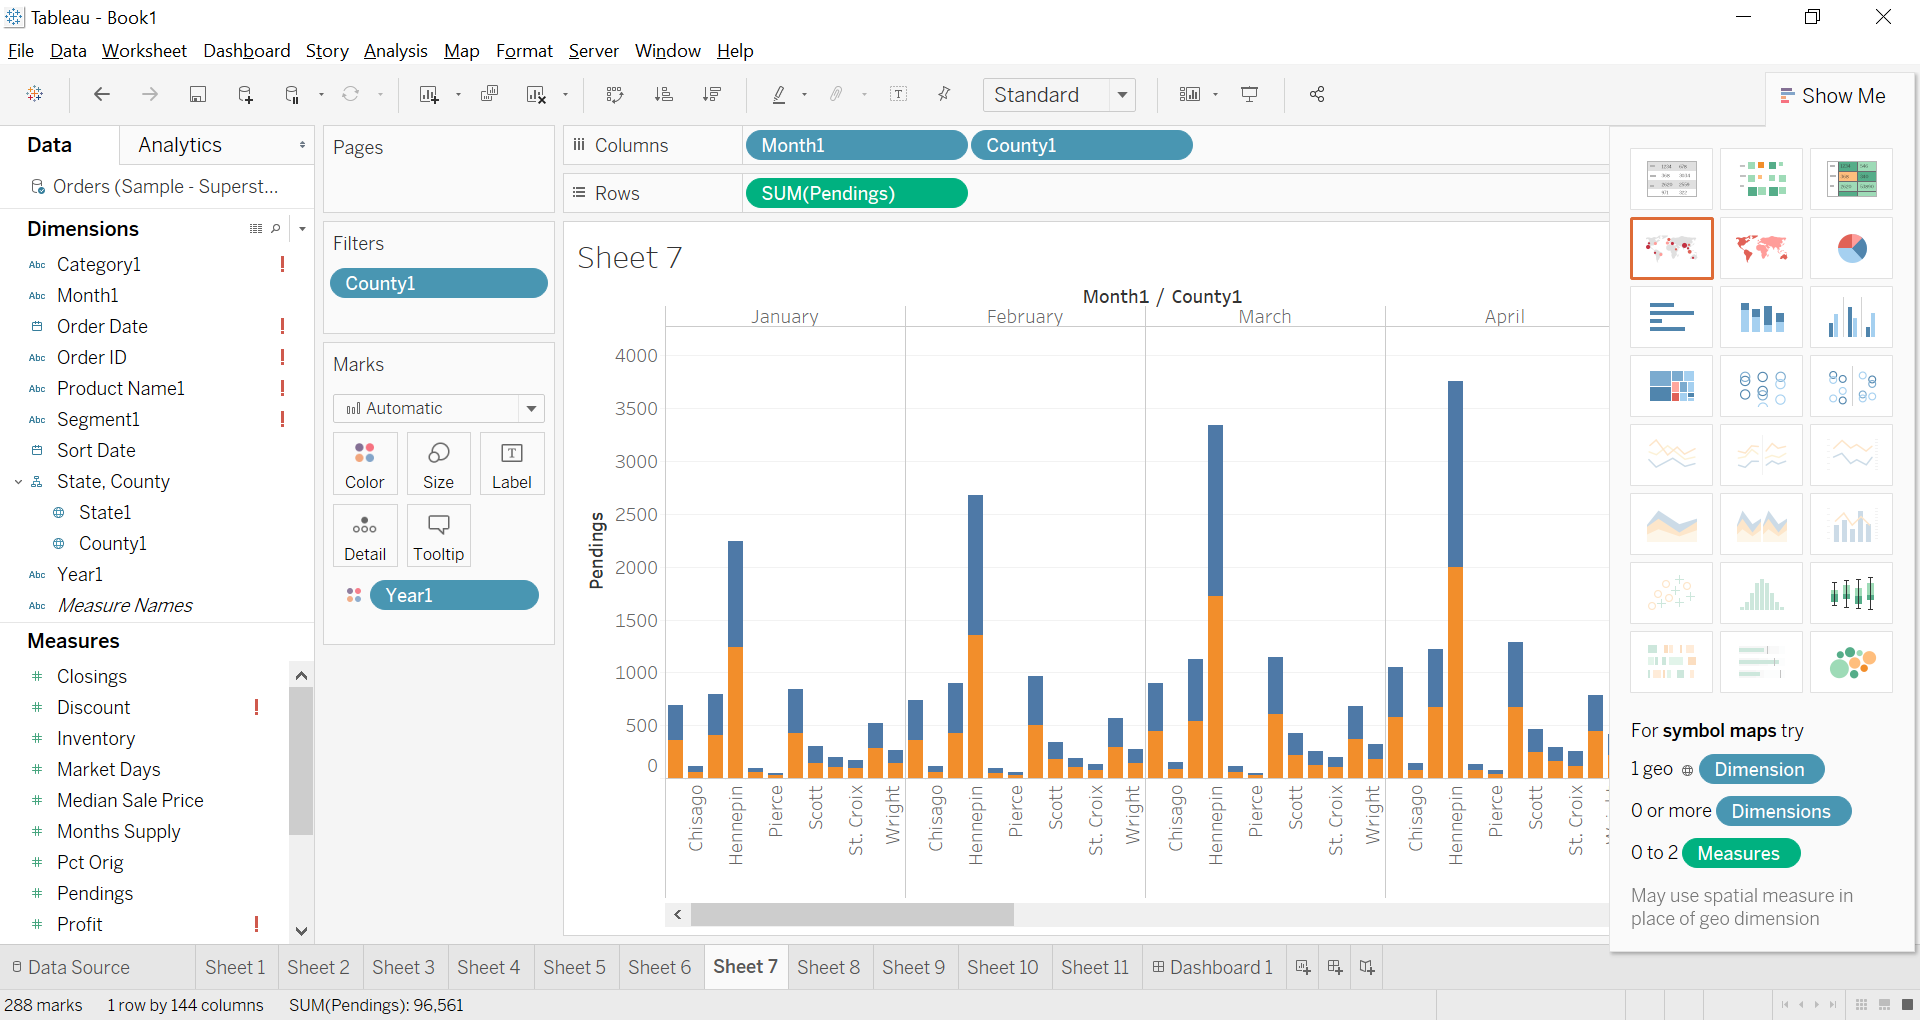 Tableau - Book1
File Data Worksheet Dashboard Story Analysis Map Format Server Window Help
Standard
Show Me
Data
Analytics
Orders (Sample - Superst...
Dimensions
Abc Category1
Abc Month1
Order Date
Abc Order ID
Abc Product Name1
Abc Segment1
Sort Date
State, County
State1
County1
Abc Year1
Abc Measure Names
Measures
# Closings
# Discount
# Inventory
# Market Days
# Median Sale Price
# Months Supply
# Pct Orig
# Pendings
# Profit
Pages
Filters
County1
Marks
Automatic
Color Size Label
Detail Tooltip
Year1
Columns Month1 County1
Rows SUM(Pendings)
Sheet 7
Month1 / County1
January February March April
Pendings
4000
3500
3000
2500
2000
1500
1000
500
0
Chisago Hennepin Pierce Scott St. Croix Wright Chisago Hennepin Pierce Scott St. Croix Wright Chisago Hennepin Pierce Scott St. Croix Wright Chisago Hennepin Pierce Scott St. Croix
For symbol maps try
1 geo Dimension
0 or more Dimensions
0 to 2 Measures
May use spatial measure in
place of geo dimension
Data Source Sheet 1 Sheet 2 Sheet 3 Sheet 4 Sheet 5 Sheet 6 Sheet 7 Sheet 8 Sheet 9 Sheet 10 Sheet 11 Dashboard 1
288 marks 1 row by 144 columns SUM(Pendings): 96,561